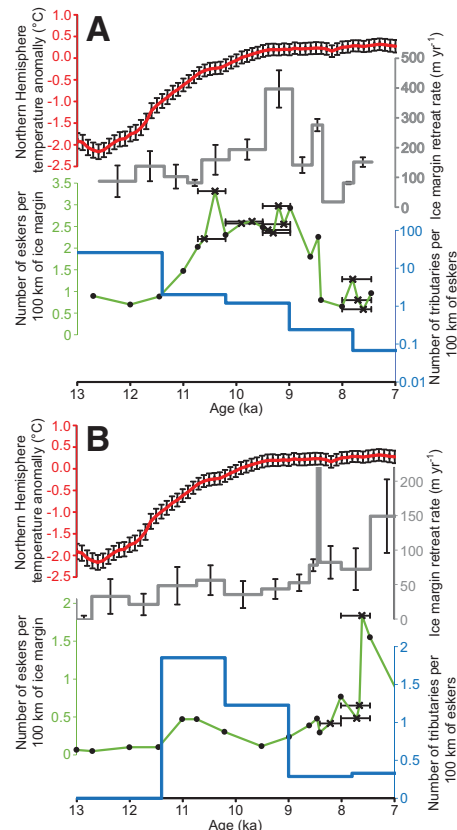 A
Northern Hemisphere
temperature anomally (°C)
1.0
0.5
0.0
-0.5
-1.0
-1.5
-2.0
-2.5
500
400
300
200
100
0
Ice margin retreat rate (m yr⁻¹)
Number of eskers per
100 km of ice margin
3.5
3
2.5
2
1.5
1
0.5
0
100
10
1
0.1
0.01
Number of tributaries per
100 km of eskers
13 12 11 10 9 8 7
Age (ka)
B
Northern Hemisphere
temperature anomally (°C)
1.0
0.5
0.0
-0.5
-1.0
-1.5
-2.0
-2.5
200
150
100
50
0
Ice margin retreat rate (m yr⁻¹)
Number of eskers per
100 km of ice margin
2
1.5
1
0.5
0
2
1.5
1
0.5
0
Number of tributaries per
100 km of eskers
13 12 11 10 9 8 7
Age (ka)